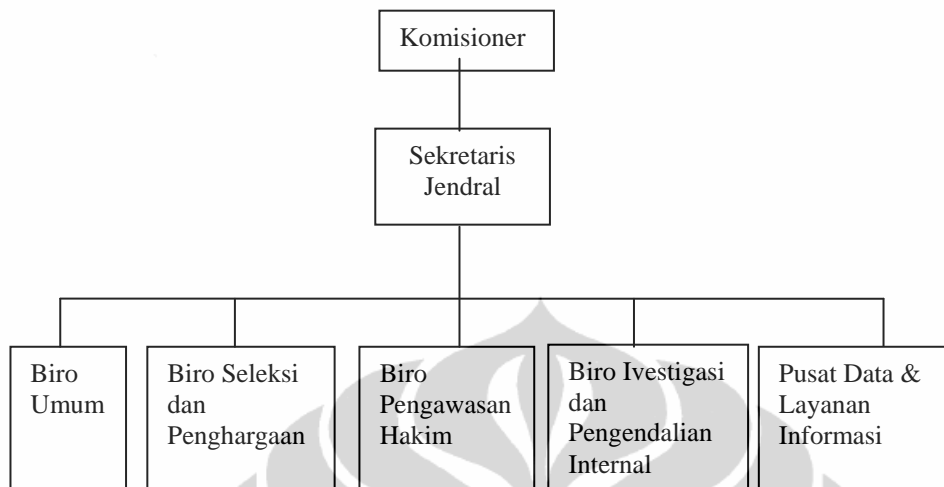 Komisioner
Sekretaris
Jendral
Biro
Umum
Biro Seleksi
dan
Penghargaan
Biro
Pengawasan
Hakim
Biro Ivestigasi
dan
Pengendalian
Internal
Pusat Data &
Layanan
Informasi